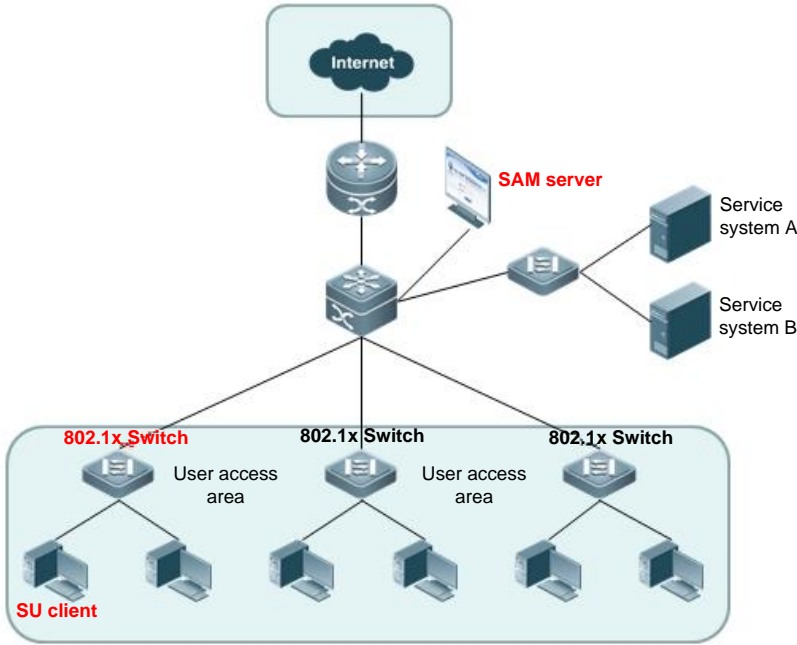 Internet
SAM server
Service
system A
Service
system B
802.1x Switch
802.1x Switch
802.1x Switch
User access
area
User access
area
SU client